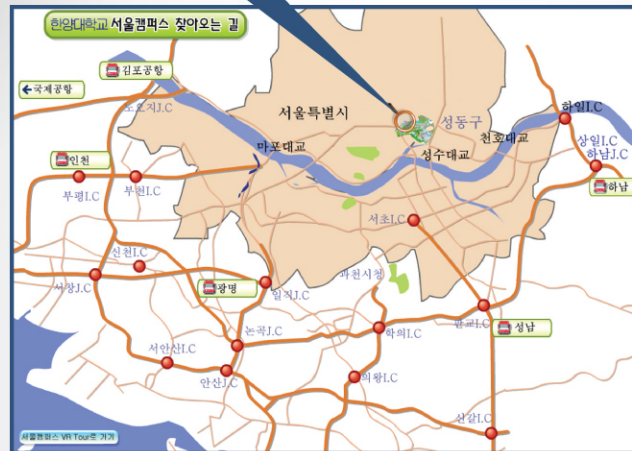 한양대학교 서울캠퍼스 찾아오는 길
김포공항
국제공항
노오지J.C
서울특별시
성동구
하일I.C
마포대교
성수대교
천호대교
상일I.C
하남J.C
인천
하남
부평I.C
부천I.C
서초I.C
신천I.C
과천시청
서창J.C
광명
일직J.C
판교I.C
성남
논곡J.C
학의J.C
서안산I.C
안산J.C
의왕I.C
신갈J.C
서울캠퍼스 VR Tour로 가기